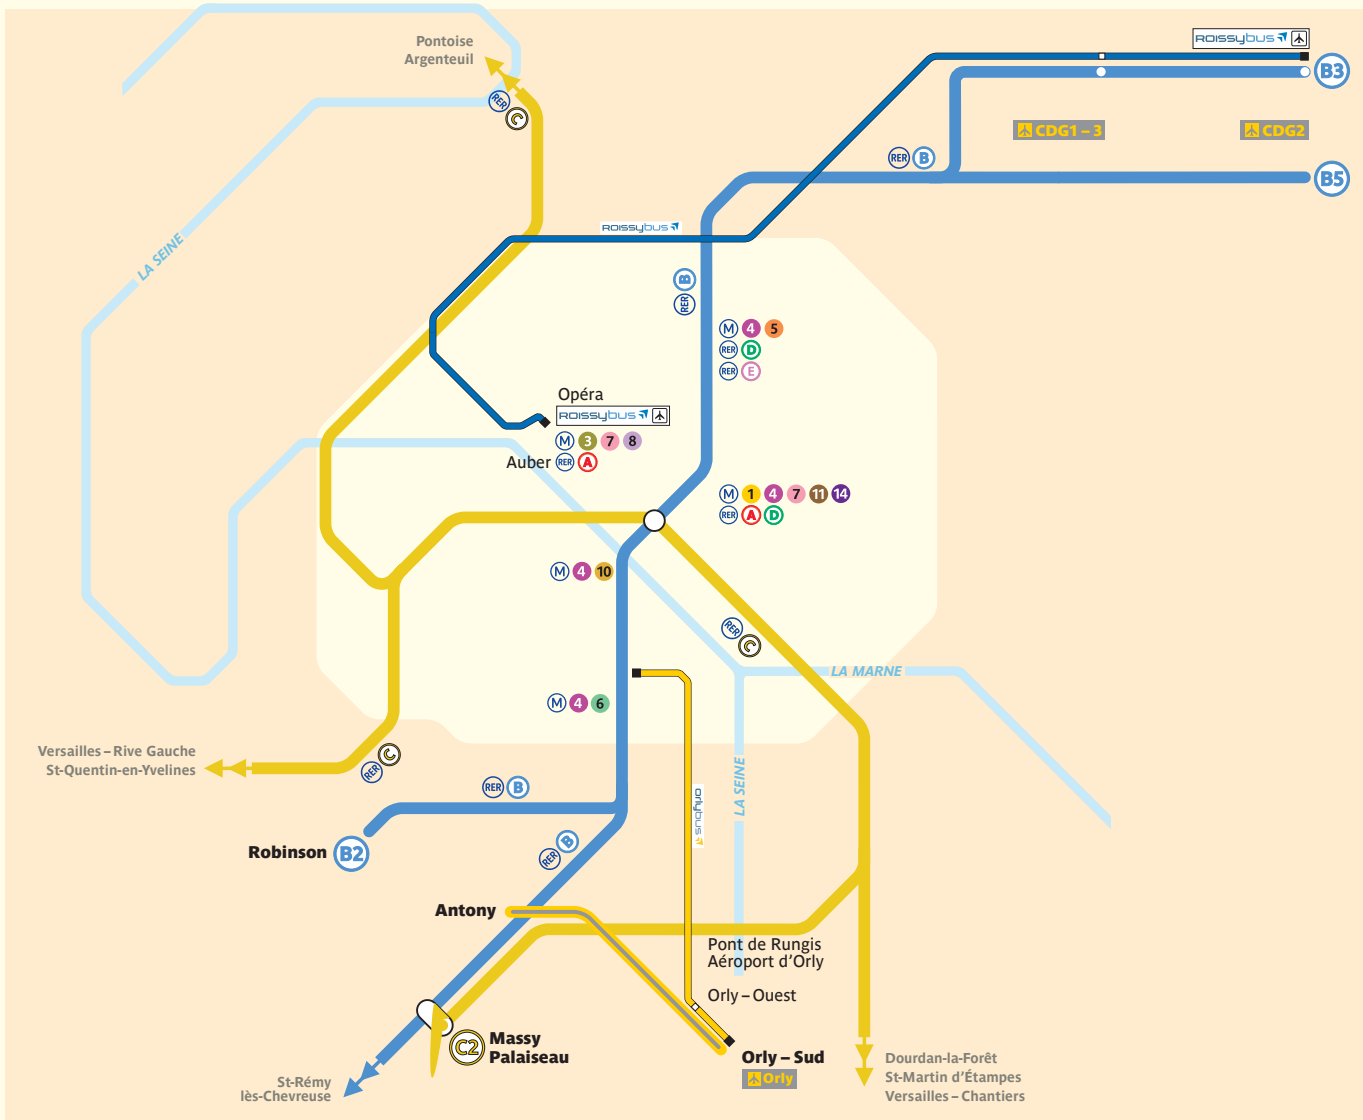 Pontoise
Argenteuil
ROISSYbUS
B3
RER
C
CDG1 – 3
CDG2
RER B
B5
ROISSYbUS
LA SEINE
RER B
M 4 5
RER D
RER E
Opéra
ROISSYbUS
M 3 7 8
Auber RER A
M 1 4 7 11 14
RER A D
M 4 10
RER
C
LA MARNE
M 4 6
Versailles – Rive Gauche
St-Quentin-en-Yvelines
RER C
LA SEINE
RER B
orlybus
Robinson B2
RER B
Antony
Pont de Rungis
Aéroport d'Orly
Orly – Ouest
C2 Massy
Palaiseau
Orly – Sud
Orly
St-Rémy
lès-Chevreuse
Dourdan-la-Forêt
St-Martin d'Étampes
Versailles – Chantiers